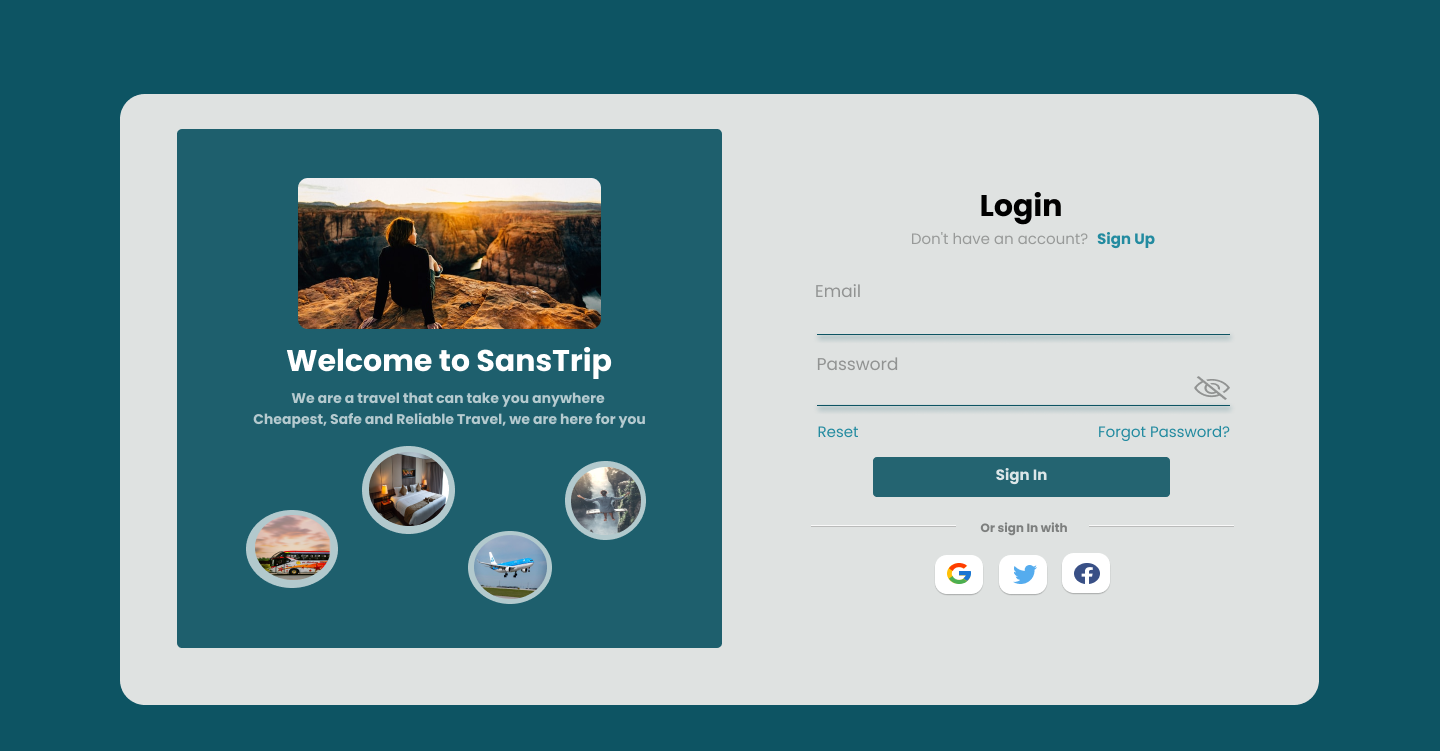 Welcome to SansTrip
We are a travel that can take you anywhere
Cheapest, Safe and Reliable Travel, we are here for you
Login
Don't have an account? Sign Up
Email
Password
Reset Forgot Password?
Sign In
Or sign In with